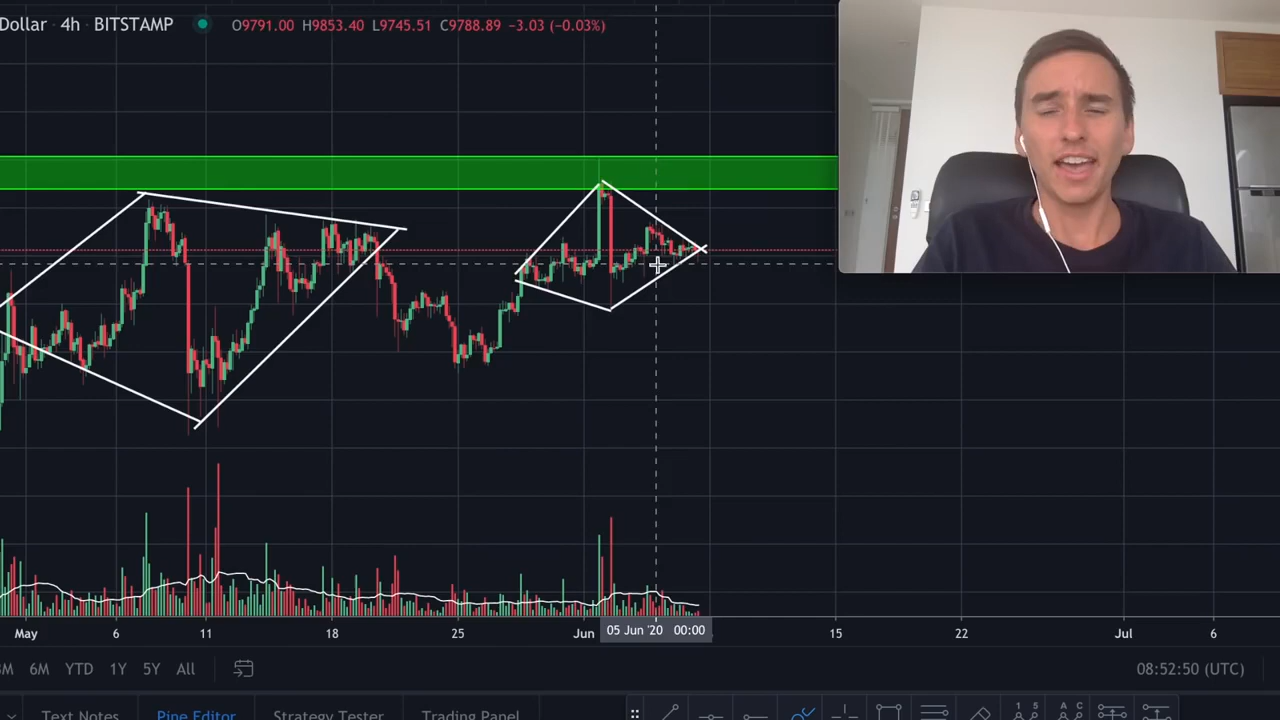 Dollar · 4h · BITSTAMP O9791.00 H9853.40 L9745.51 C9788.89 −3.03 (−0.03%)
May 6 11 18 25 Jun 05 Jun '20 00:00 15 22 Jul 6
3M 6M YTD 1Y 5Y All 08:52:50 (UTC)
Text Notes Pine Editor Strategy Tester Trading Panel